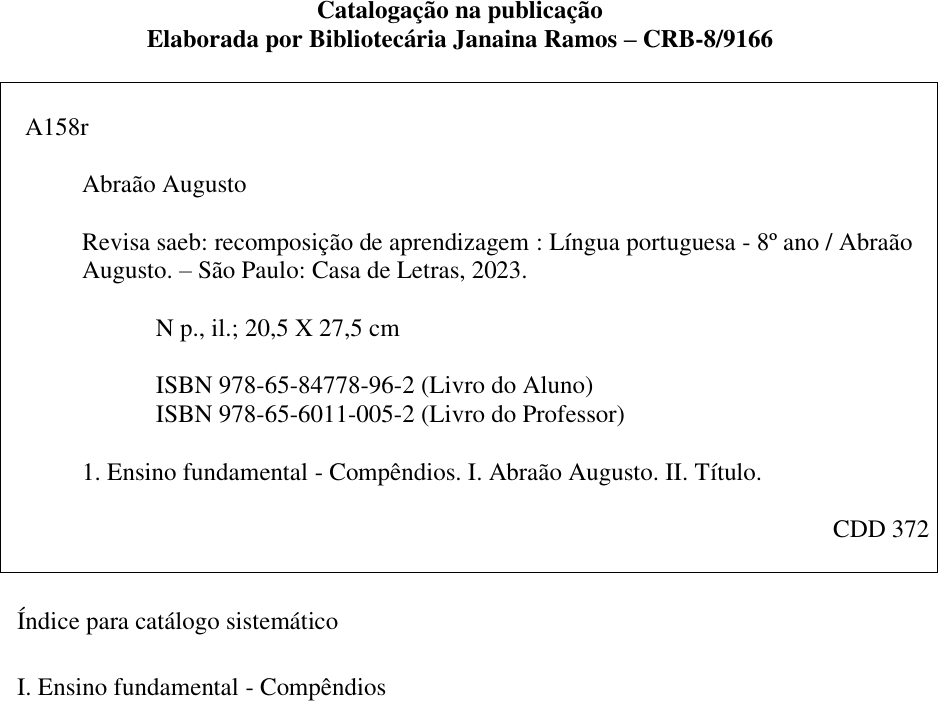 Catalogação na publicação
Elaborada por Bibliotecária Janaina Ramos – CRB-8/9166
A158r
Abraão Augusto
Revisa saeb: recomposição de aprendizagem : Língua portuguesa - 8º ano / Abraão
Augusto. – São Paulo: Casa de Letras, 2023.
N p., il.; 20,5 X 27,5 cm
ISBN 978-65-84778-96-2 (Livro do Aluno)
ISBN 978-65-6011-005-2 (Livro do Professor)
1. Ensino fundamental - Compêndios. I. Abraão Augusto. II. Título.
CDD 372
Índice para catálogo sistemático
I. Ensino fundamental - Compêndios